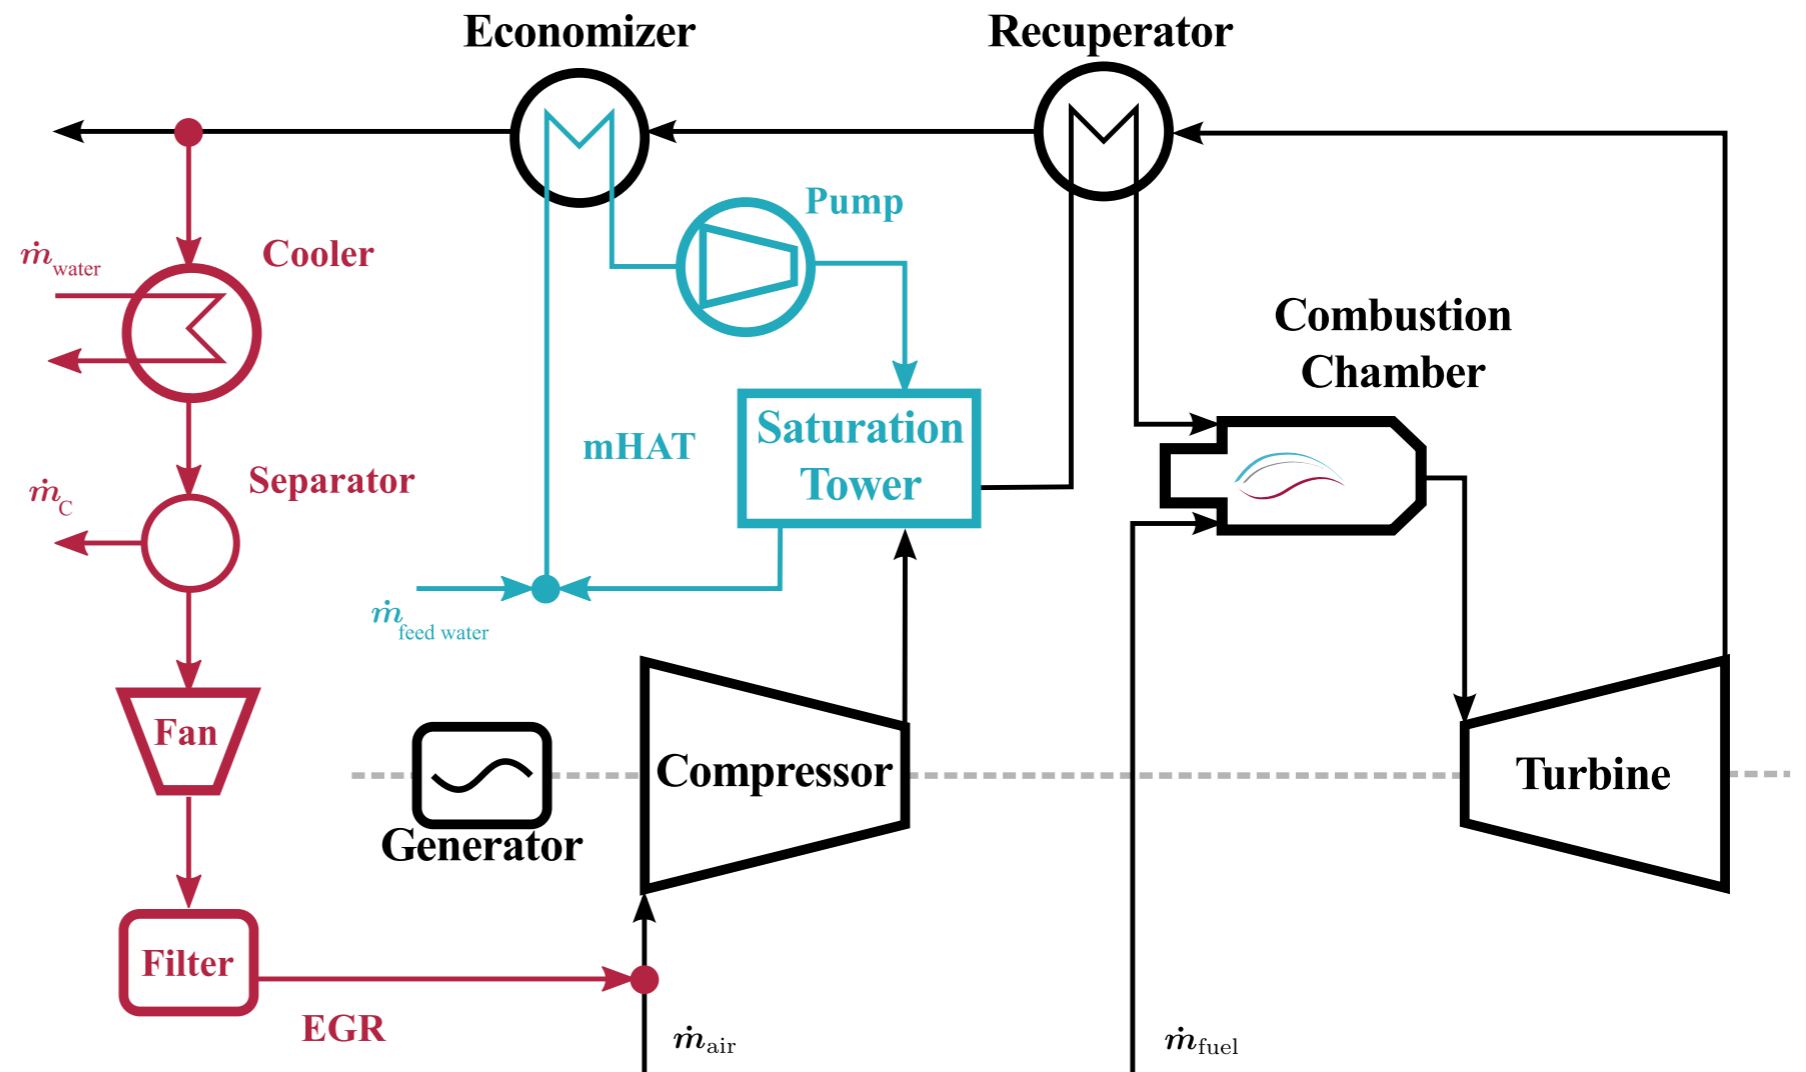 Economizer
Recuperator
Pump
ṁwater
Cooler
Combustion
Chamber
Saturation
Tower
mHAT
Separator
ṁC
ṁfeed water
Fan
Compressor
Turbine
Generator
Filter
EGR
ṁair
ṁfuel